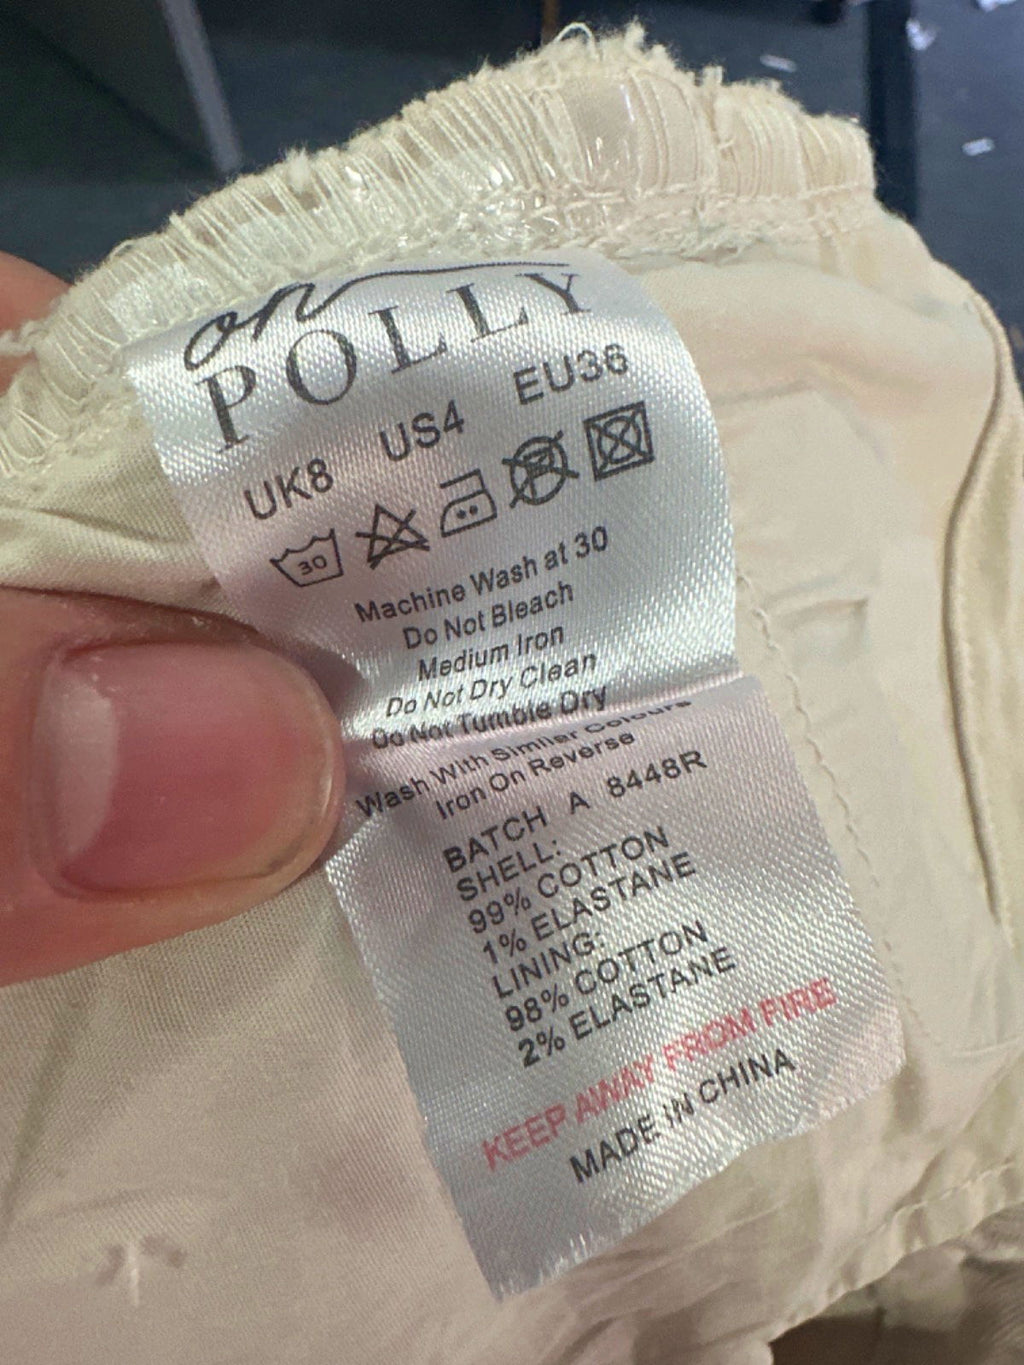 oh
POLLY
UK8 US4 EU36
30 P
Machine Wash at 30
Do Not Bleach
Medium Iron
Do Not Dry Clean
Do Not Tumble Dry
Wash With Similar Colours
Iron On Reverse
BATCH A 8448R
SHELL:
99% COTTON
1% ELASTANE
LINING:
98% COTTON
2% ELASTANE
KEEP AWAY FROM FIRE
MADE IN CHINA